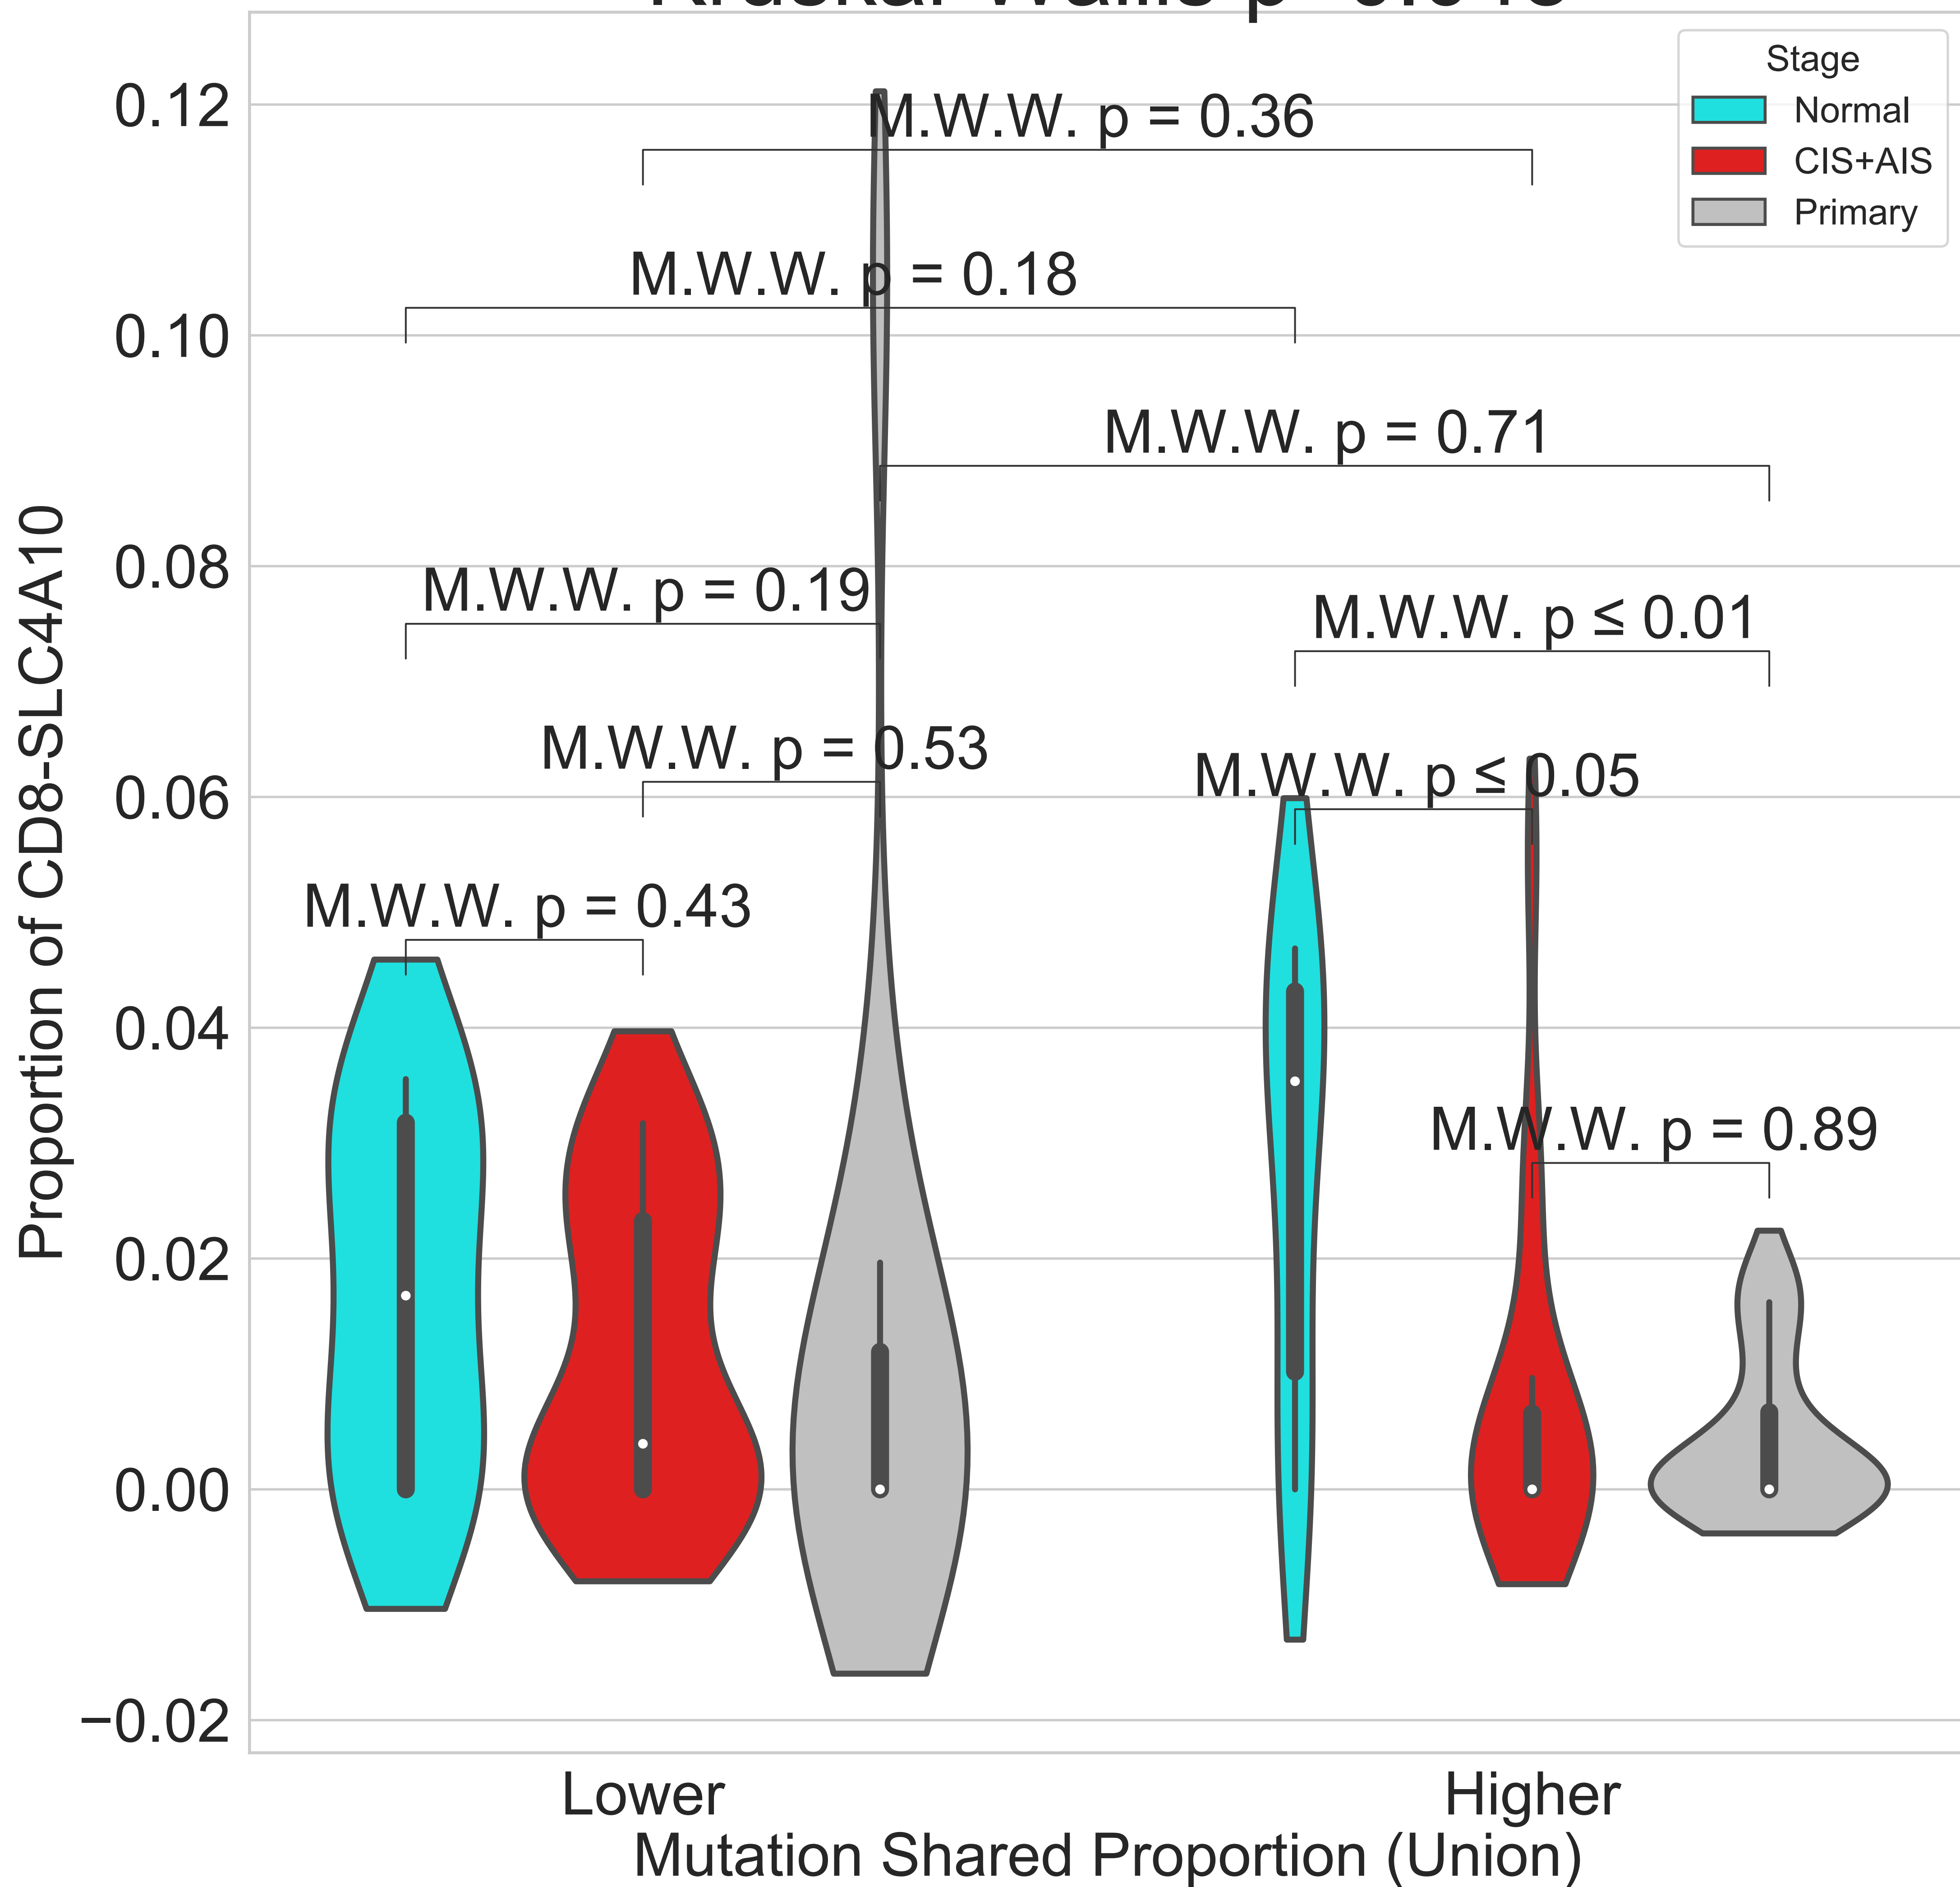 Stage
Normal
CIS+AIS
Primary
0.12
0.10
0.08
0.06
0.04
0.02
0.00
−0.02
Proportion of CD8-SLC4A10
M.W.W. p = 0.36
M.W.W. p = 0.18
M.W.W. p = 0.71
M.W.W. p = 0.19
M.W.W. p ≤ 0.01
M.W.W. p = 0.53
M.W.W. p ≤ 0.05
M.W.W. p = 0.43
M.W.W. p = 0.89
Lower
Higher
Mutation Shared Proportion (Union)